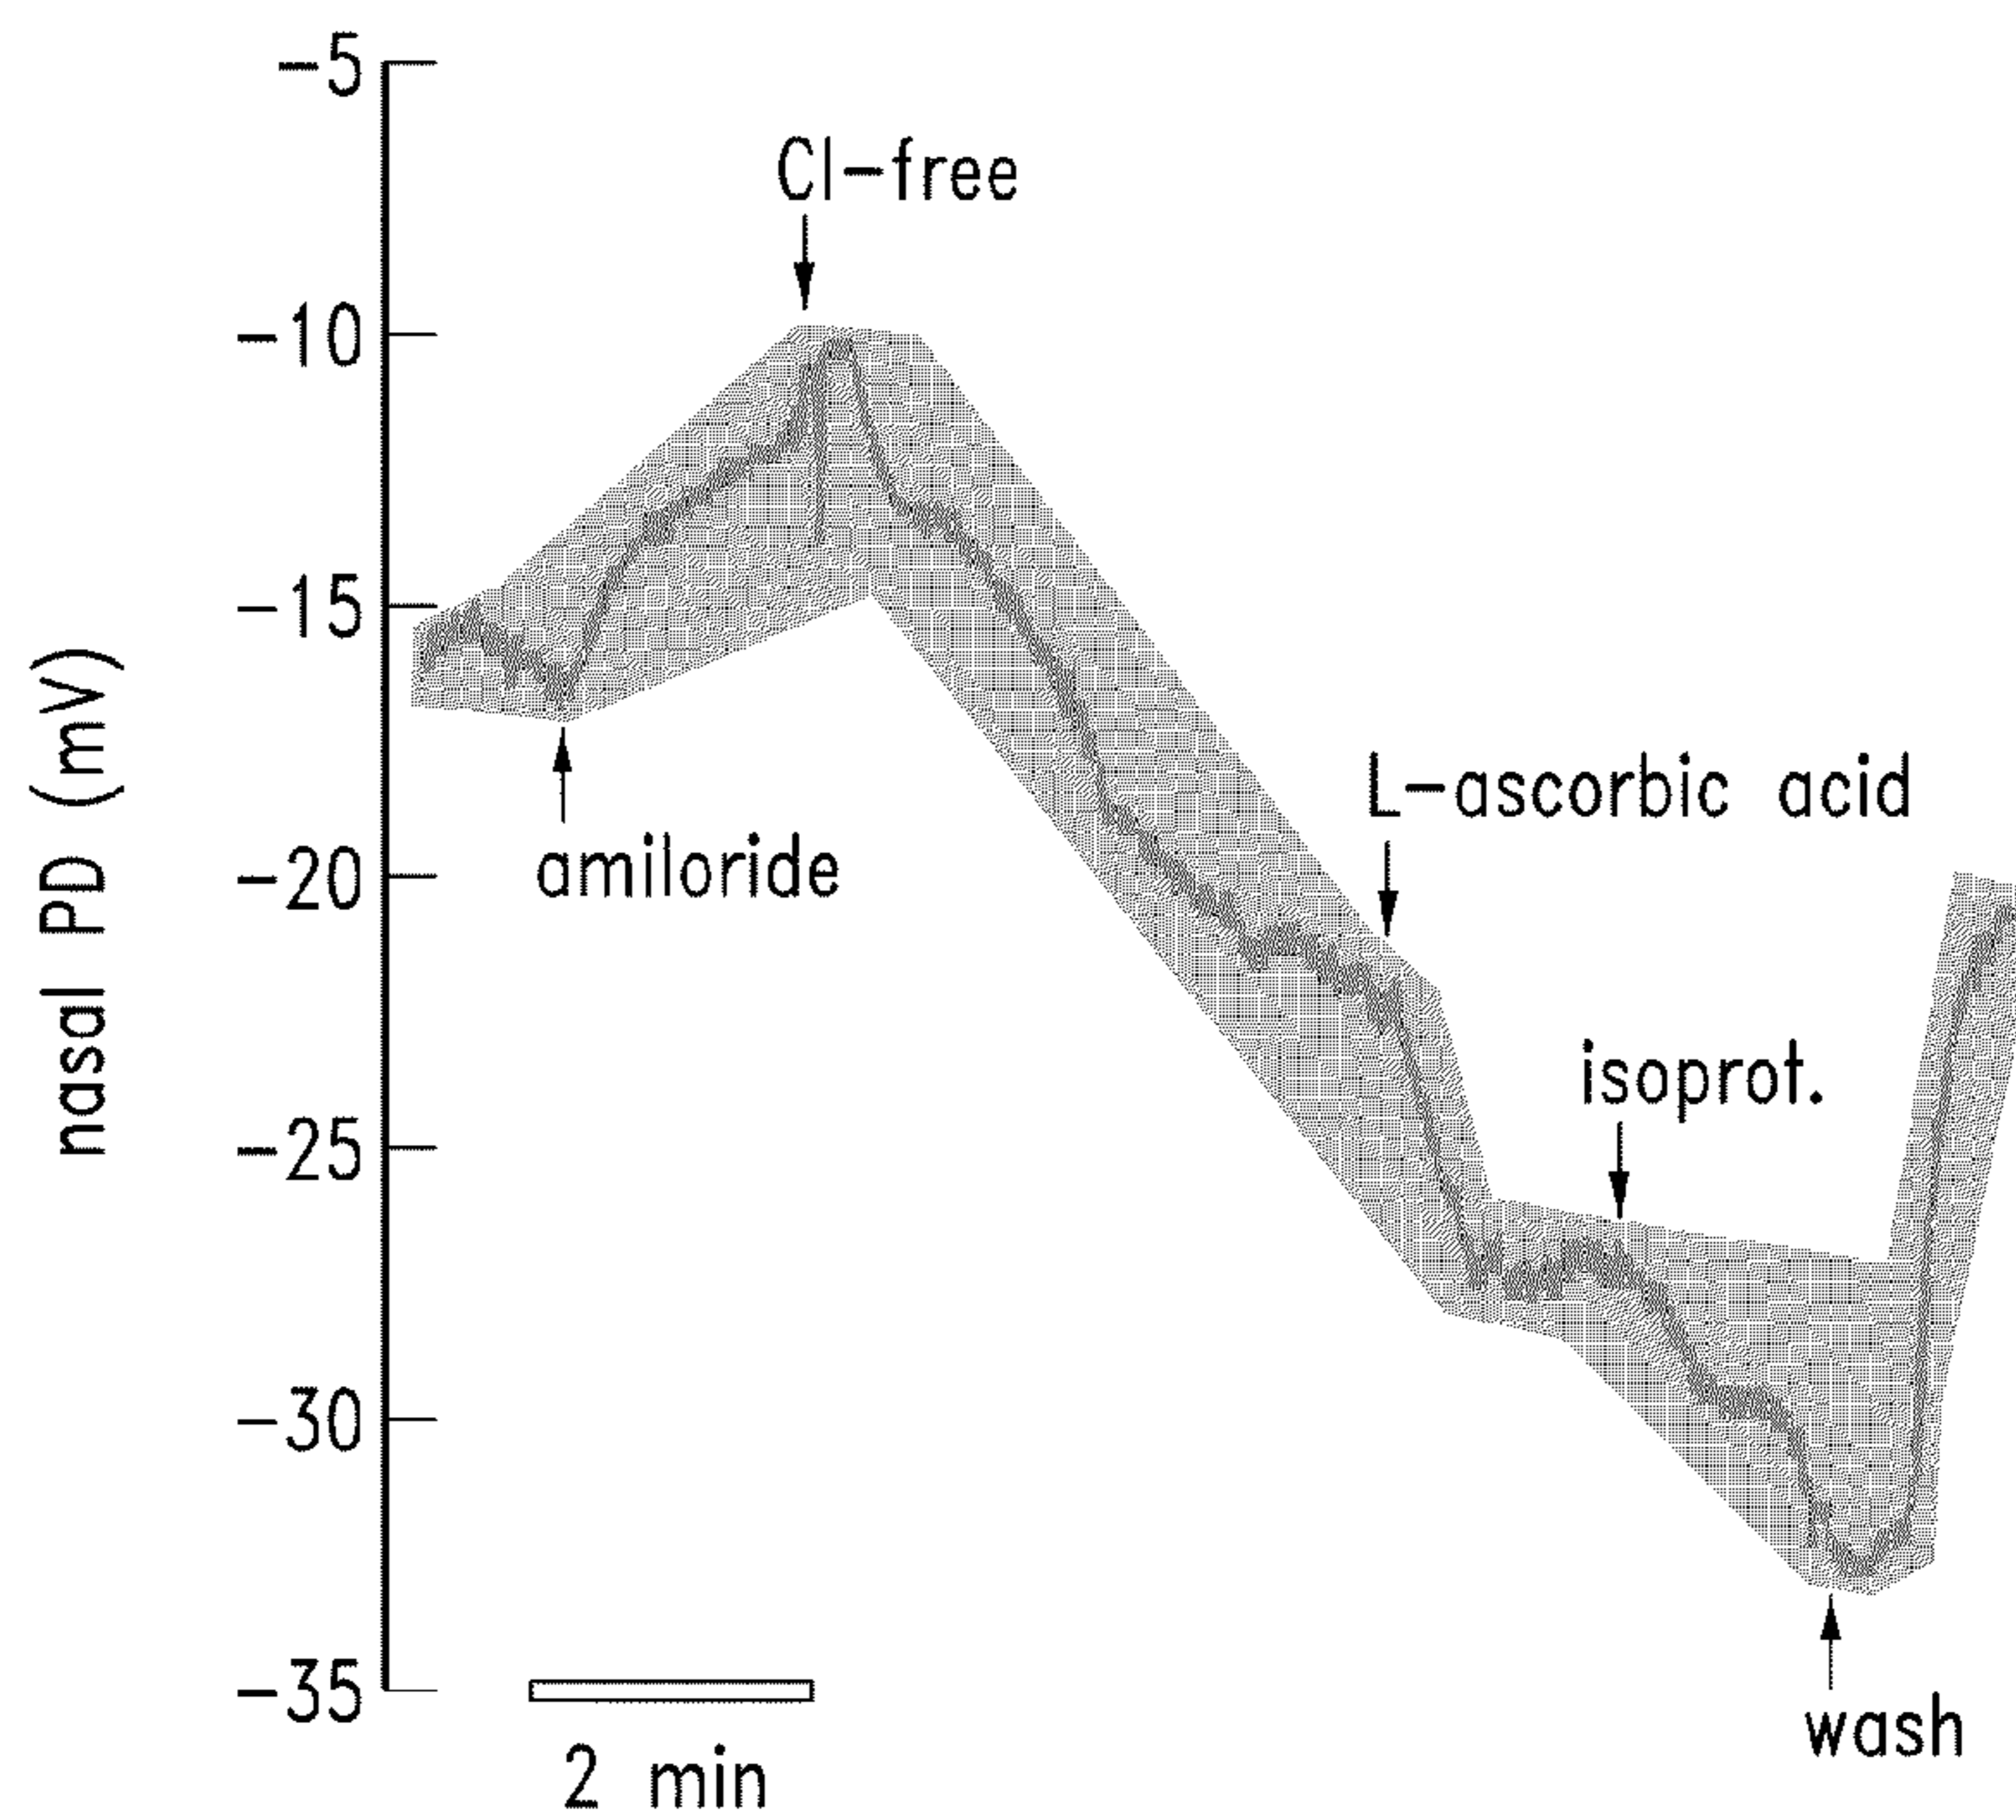 -5
Cl-free
-10
-15
nasal PD (mV)
L-ascorbic acid
amiloride
-20
isoprot.
-25
-30
-35
wash
2 min